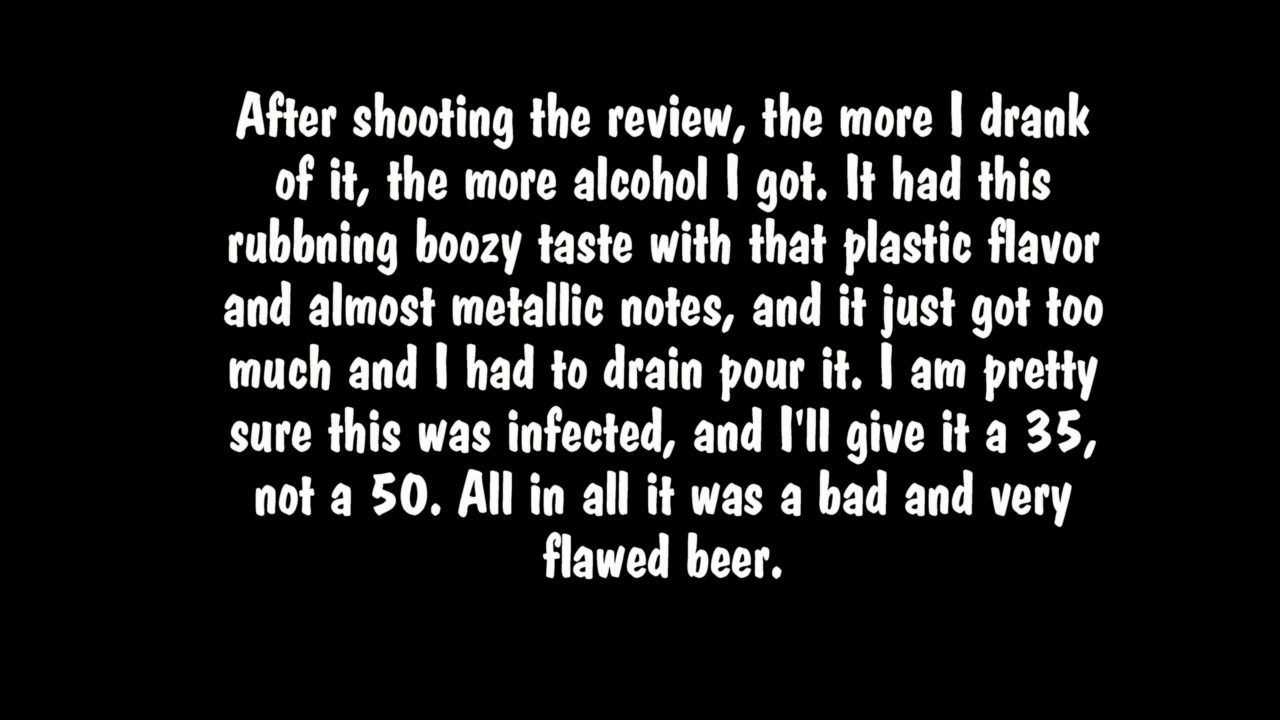 After shooting the review, the more I drank
of it, the more alcohol I got. It had this
rubbning boozy taste with that plastic flavor
and almost metallic notes, and it just got too
much and I had to drain pour it. I am pretty
sure this was infected, and I'll give it a 35,
not a 50. All in all it was a bad and very
flawed beer.